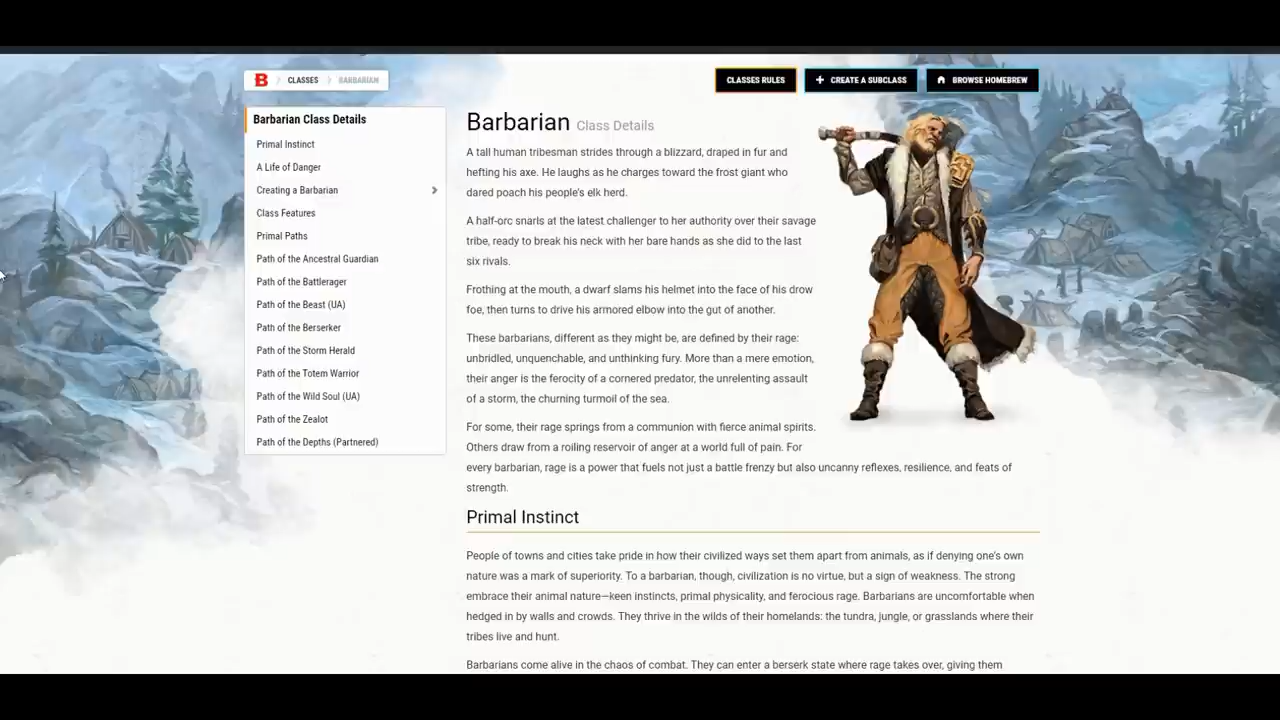 B CLASSES BARBARIAN
CLASSES RULES
CREATE A SUBCLASS
BROWSE HOMEBREW
Barbarian Class Details
Primal Instinct
A Life of Danger
Creating a Barbarian
Class Features
Primal Paths
Path of the Ancestral Guardian
Path of the Battlerager
Path of the Beast (UA)
Path of the Berserker
Path of the Storm Herald
Path of the Totem Warrior
Path of the Wild Soul (UA)
Path of the Zealot
Path of the Depths (Partnered)
Barbarian Class Details
A tall human tribesman strides through a blizzard, draped in fur and
hefting his axe. He laughs as he charges toward the frost giant who
dared poach his people's elk herd.
A half-orc snarls at the latest challenger to her authority over their savage
tribe, ready to break his neck with her bare hands as she did to the last
six rivals.
Frothing at the mouth, a dwarf slams his helmet into the face of his drow
foe, then turns to drive his armored elbow into the gut of another.
These barbarians, different as they might be, are defined by their rage:
unbridled, unquenchable, and unthinking fury. More than a mere emotion,
their anger is the ferocity of a cornered predator, the unrelenting assault
of a storm, the churning turmoil of the sea.
For some, their rage springs from a communion with fierce animal spirits.
Others draw from a roiling reservoir of anger at a world full of pain. For
every barbarian, rage is a power that fuels not just a battle frenzy but also uncanny reflexes, resilience, and feats of
strength.
Primal Instinct
People of towns and cities take pride in how their civilized ways set them apart from animals, as if denying one's own
nature was a mark of superiority. To a barbarian, though, civilization is no virtue, but a sign of weakness. The strong
embrace their animal nature—keen instincts, primal physicality, and ferocious rage. Barbarians are uncomfortable when
hedged in by walls and crowds. They thrive in the wilds of their homelands: the tundra, jungle, or grasslands where their
tribes live and hunt.
Barbarians come alive in the chaos of combat. They can enter a berserk state where rage takes over, giving them